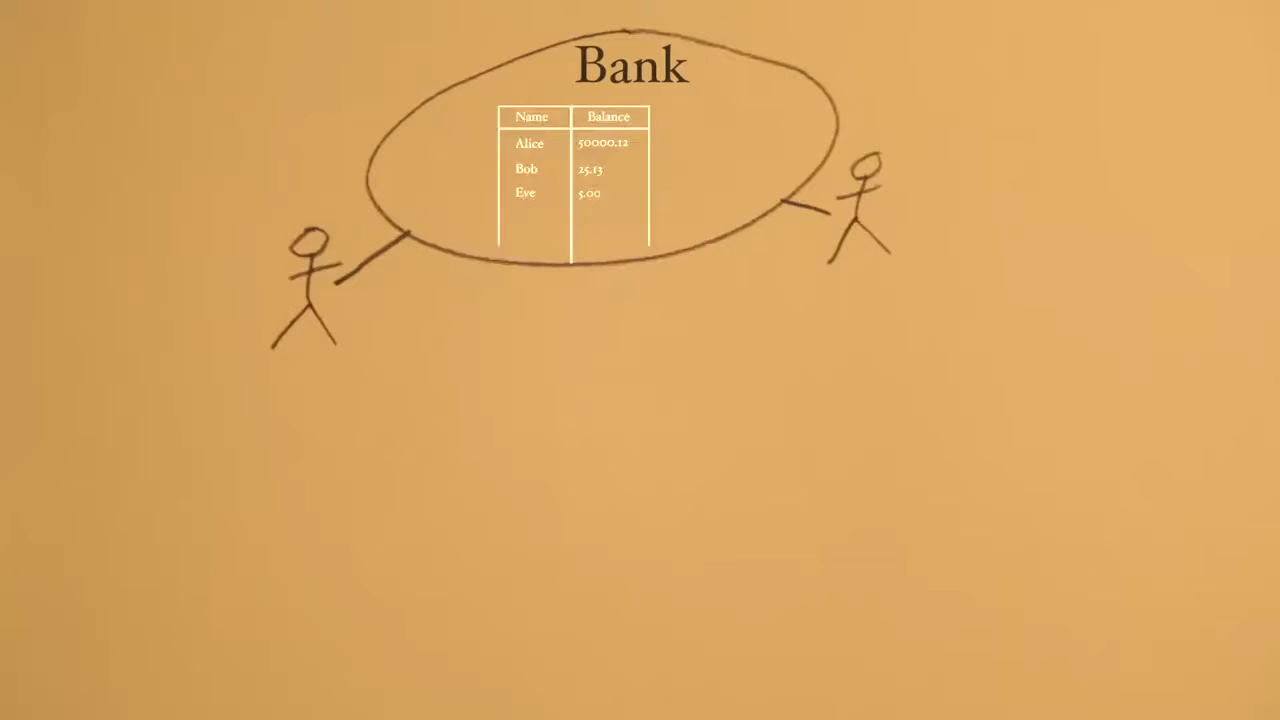 Bank
Name Balance
Alice 50000.12
Bob 25.13
Eve 5.00